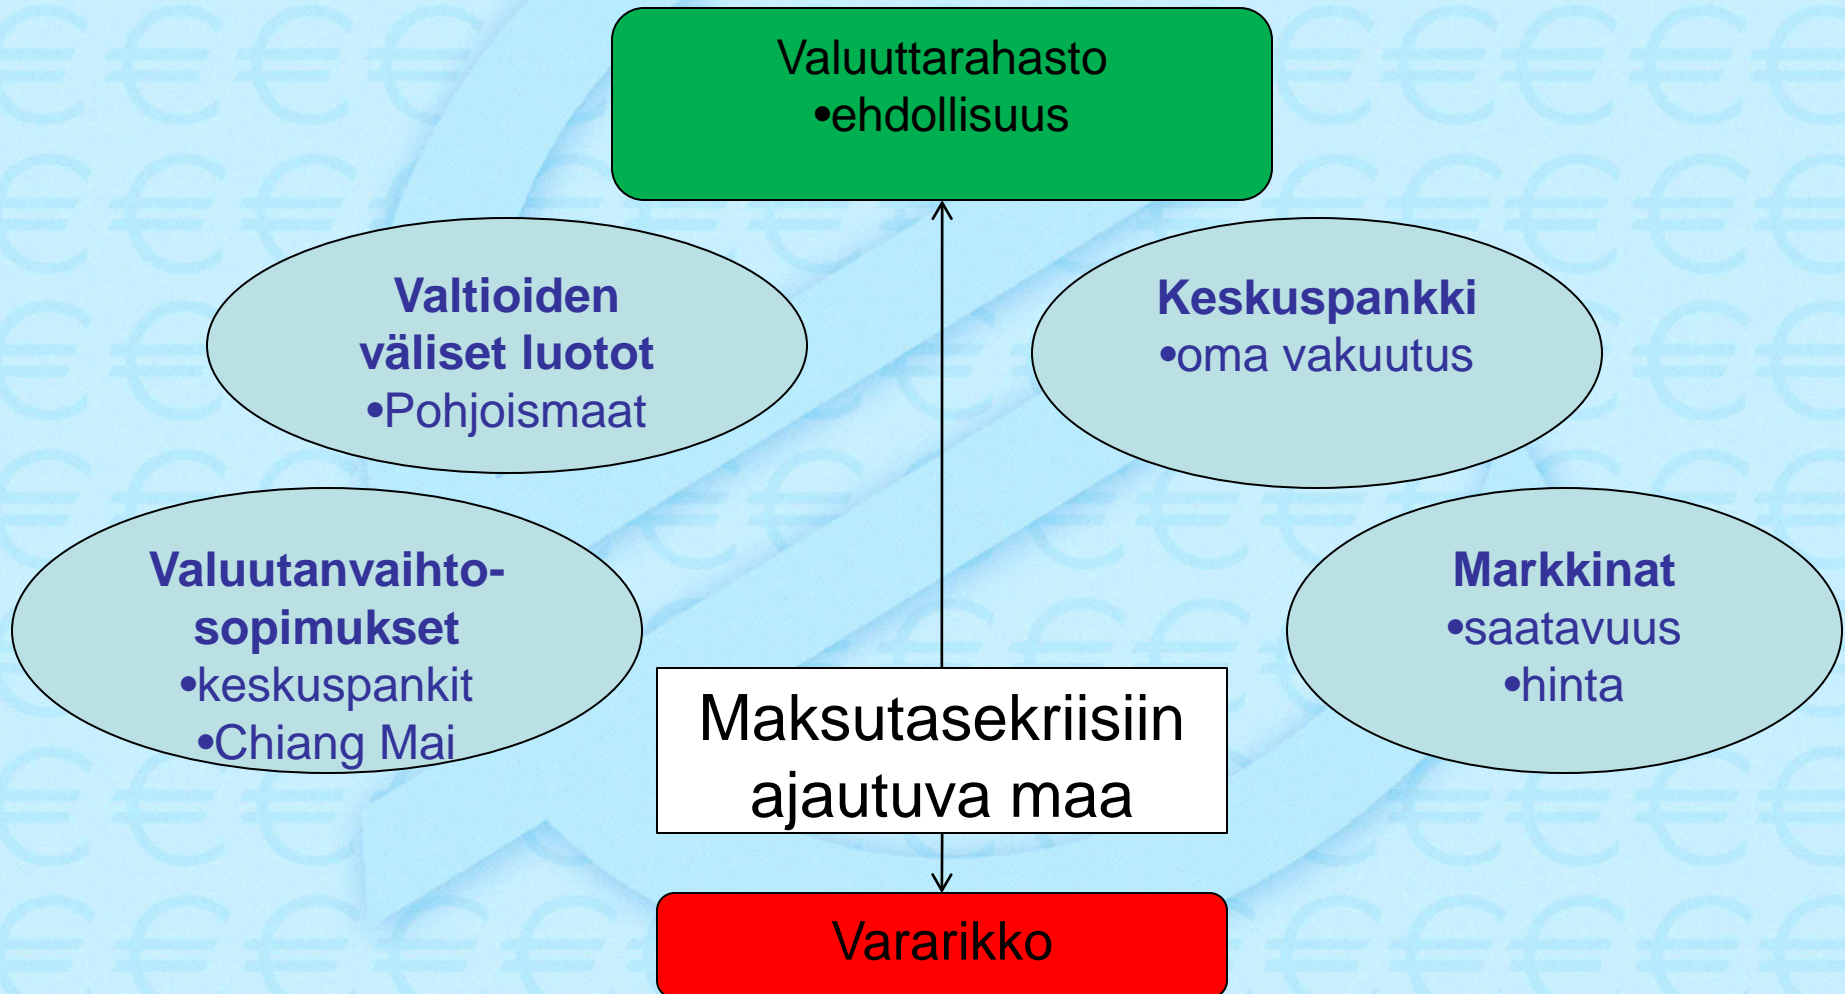 Valuuttarahasto
•ehdollisuus
Valtioiden
väliset luotot
•Pohjoismaat
Keskuspankki
•oma vakuutus
Valuutanvaihto-
sopimukset
•keskuspankit
•Chiang Mai
Markkinat
•saatavuus
•hinta
Maksutasekriisiin
ajautuva maa
Vararikko